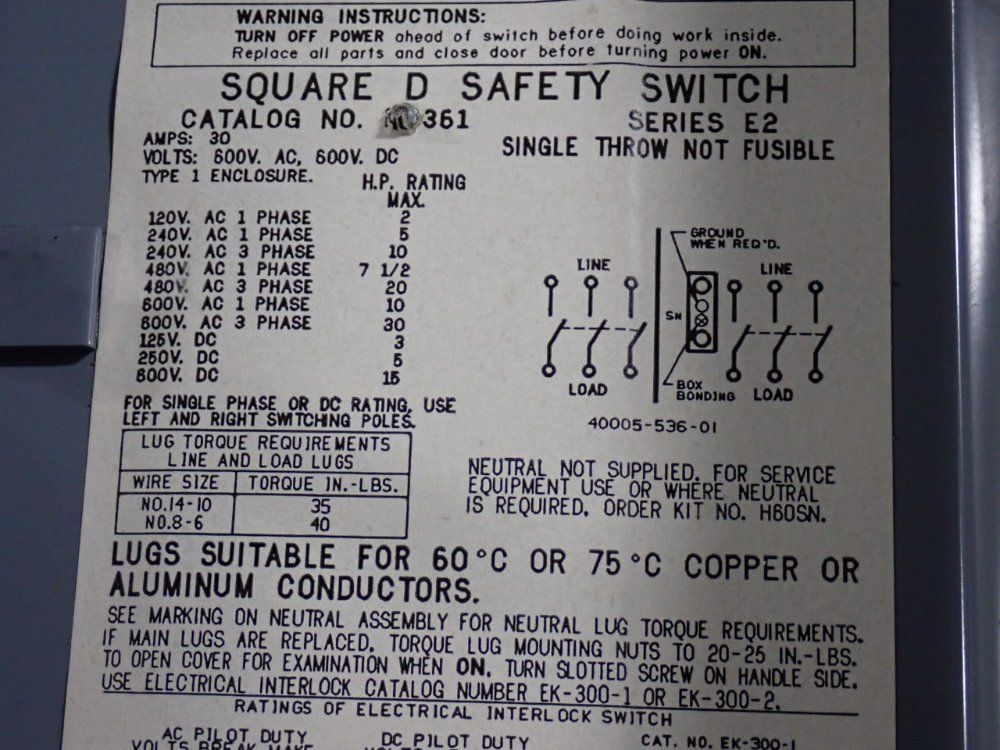 WARNING INSTRUCTIONS:
TURN OFF POWER ahead of switch before doing work inside.
Replace all parts and close door before turning power ON.
SQUARE D SAFETY SWITCH
CATALOG NO. 361
SERIES E2
AMPS: 30
VOLTS: 600V. AC, 600V. DC
TYPE 1 ENCLOSURE.
SINGLE THROW NOT FUSIBLE
H.P. RATING
MAX.
120V. AC 1 PHASE 2
240V. AC 1 PHASE 5
240V. AC 3 PHASE 10
480V. AC 1 PHASE 7 1/2
480V. AC 3 PHASE 20
600V. AC 1 PHASE 10
600V. AC 3 PHASE 30
125V. DC 3
250V. DC 5
600V. DC 15
FOR SINGLE PHASE OR DC RATING, USE
LEFT AND RIGHT SWITCHING POLES.
LINE
LOAD
GROUND
WHEN REQ'D.
LINE
SN
BOX
BONDING
LOAD
40005-536-01
LUG TORQUE REQUIREMENTS
LINE AND LOAD LUGS
WIRE SIZE TORQUE IN.-LBS.
NO.14-10 35
NO.8-6 40
NEUTRAL NOT SUPPLIED. FOR SERVICE
EQUIPMENT USE OR WHERE NEUTRAL
IS REQUIRED, ORDER KIT NO. H60SN.
LUGS SUITABLE FOR 60°C OR 75°C COPPER OR
ALUMINUM CONDUCTORS.
SEE MARKING ON NEUTRAL ASSEMBLY FOR NEUTRAL LUG TORQUE REQUIREMENTS.
IF MAIN LUGS ARE REPLACED, TORQUE LUG MOUNTING NUTS TO 20-25 IN.-LBS.
TO OPEN COVER FOR EXAMINATION WHEN ON, TURN SLOTTED SCREW ON HANDLE SIDE.
USE ELECTRICAL INTERLOCK CATALOG NUMBER EK-300-1 OR EK-300-2.
RATINGS OF ELECTRICAL INTERLOCK SWITCH
AC PILOT DUTY
DC PILOT DUTY
CAT. NO. EK-300-1
VOLTS BREAK MAKE